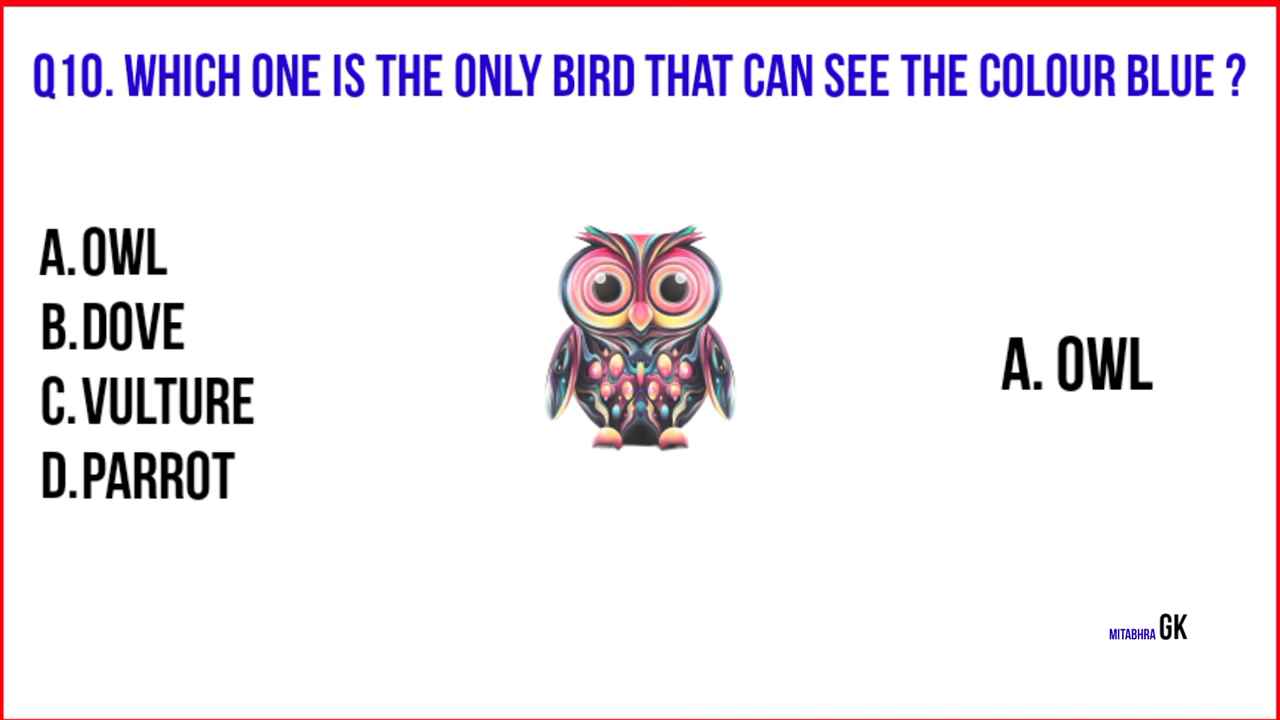 Q10. WHICH ONE IS THE ONLY BIRD THAT CAN SEE THE COLOUR BLUE ?
A. OWL
B. DOVE
C. VULTURE
D. PARROT
A. OWL
MITABHRA GK